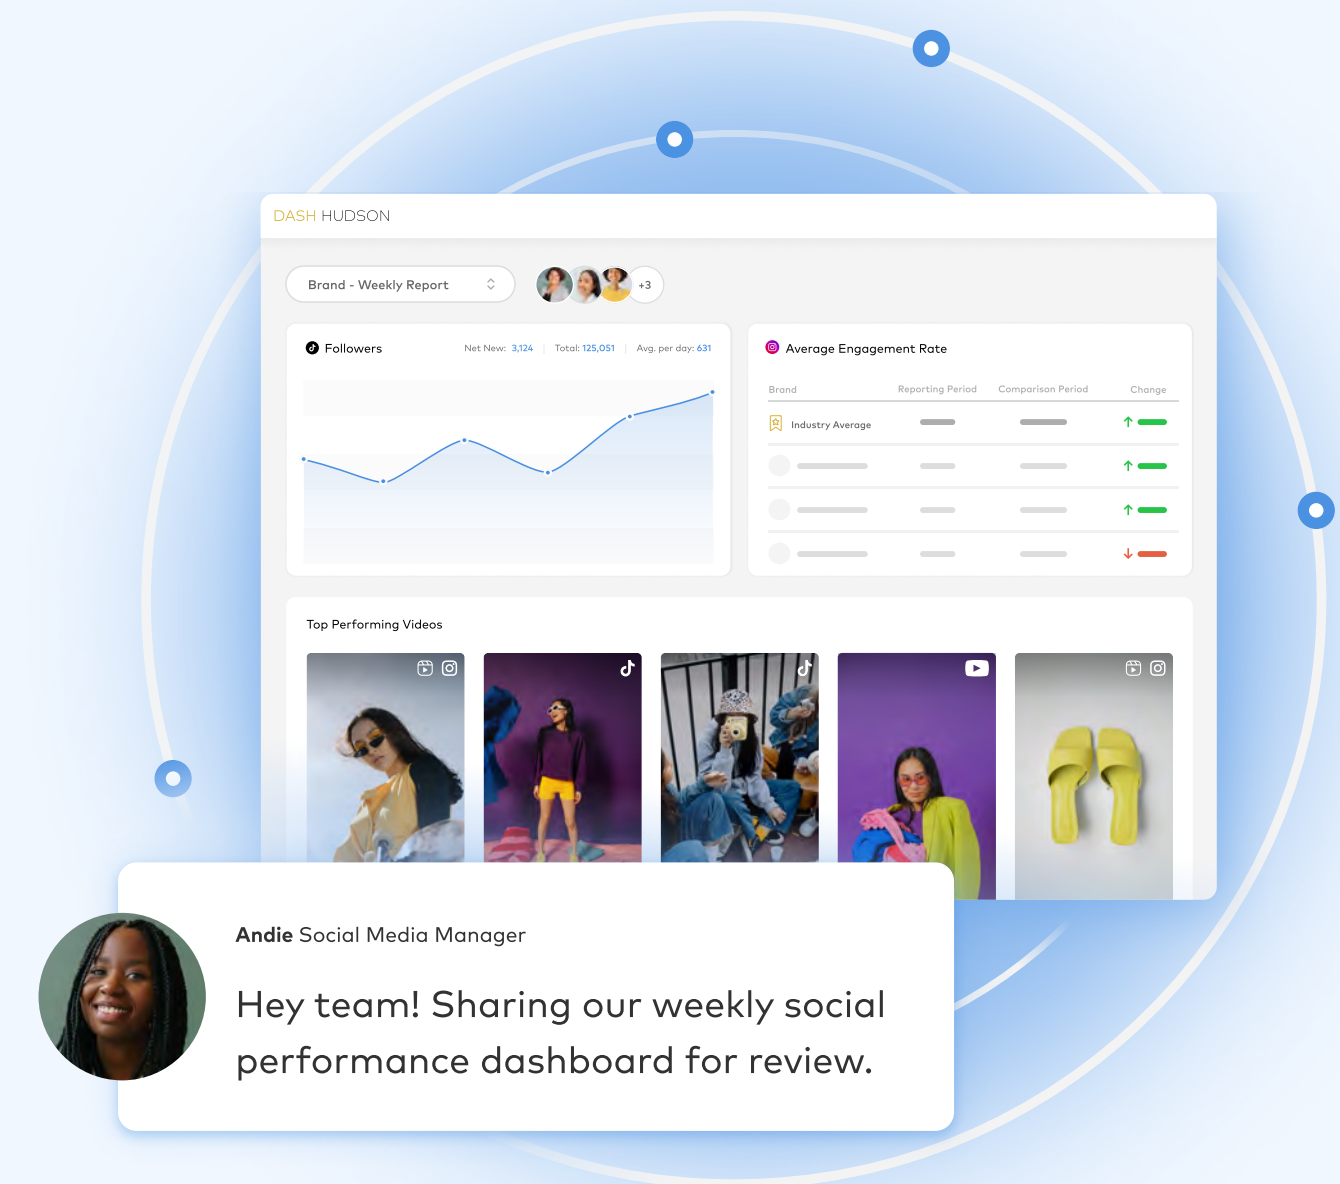 DASH HUDSON
Brand - Weekly Report
+3
Followers
Net New: 3,124 Total: 125,051 Avg. per day: 631
Average Engagement Rate
Brand Reporting Period Comparison Period Change
Industry Average
Top Performing Videos
Andie Social Media Manager
Hey team! Sharing our weekly social
performance dashboard for review.